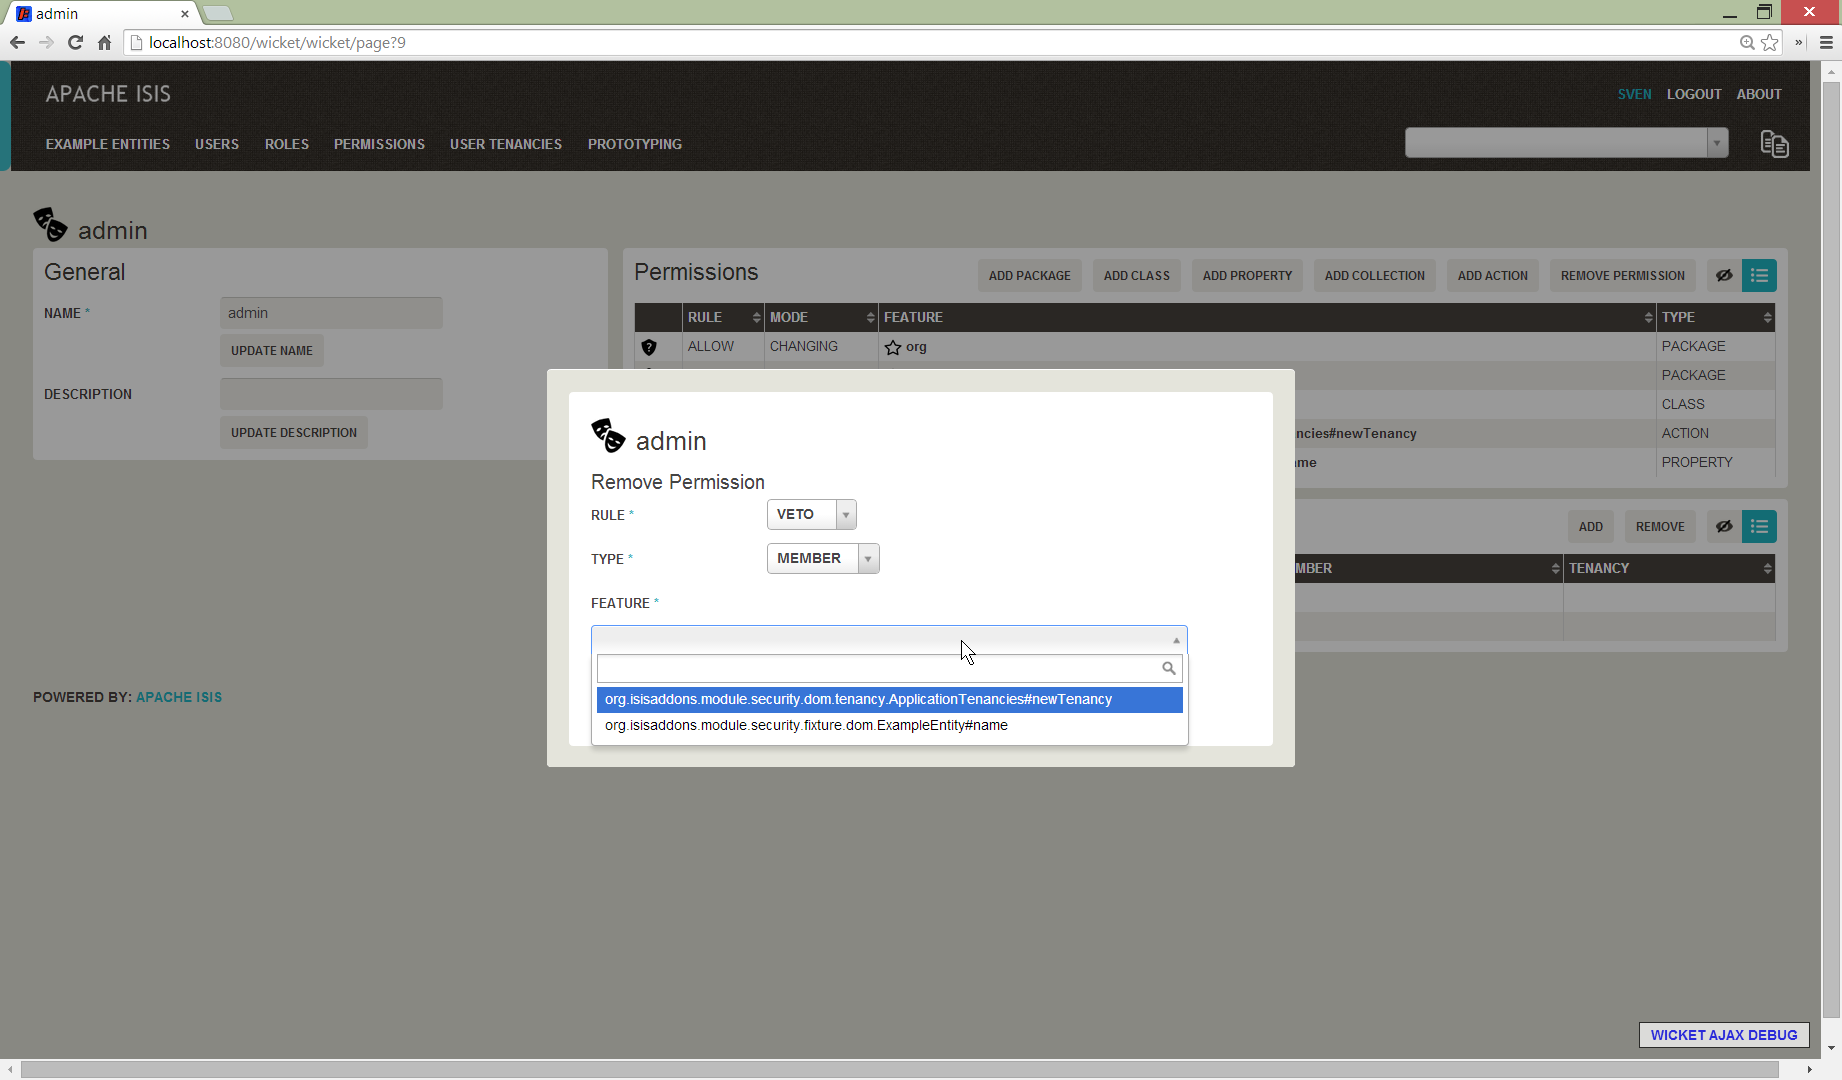 admin
localhost:8080/wicket/wicket/page?9
APACHE ISIS
SVEN LOGOUT ABOUT
EXAMPLE ENTITIES USERS ROLES PERMISSIONS USER TENANCIES PROTOTYPING
admin
General
NAME *
admin
UPDATE NAME
DESCRIPTION
UPDATE DESCRIPTION
Permissions
ADD PACKAGE ADD CLASS ADD PROPERTY ADD COLLECTION ADD ACTION REMOVE PERMISSION
RULE MODE FEATURE TYPE
ALLOW CHANGING org PACKAGE
PACKAGE
CLASS
ncies#newTenancy ACTION
me PROPERTY
ADD REMOVE
MBER TENANCY
admin
Remove Permission
RULE * VETO
TYPE * MEMBER
FEATURE *
org.isisaddons.module.security.dom.tenancy.ApplicationTenancies#newTenancy
org.isisaddons.module.security.fixture.dom.ExampleEntity#name
POWERED BY: APACHE ISIS
WICKET AJAX DEBUG